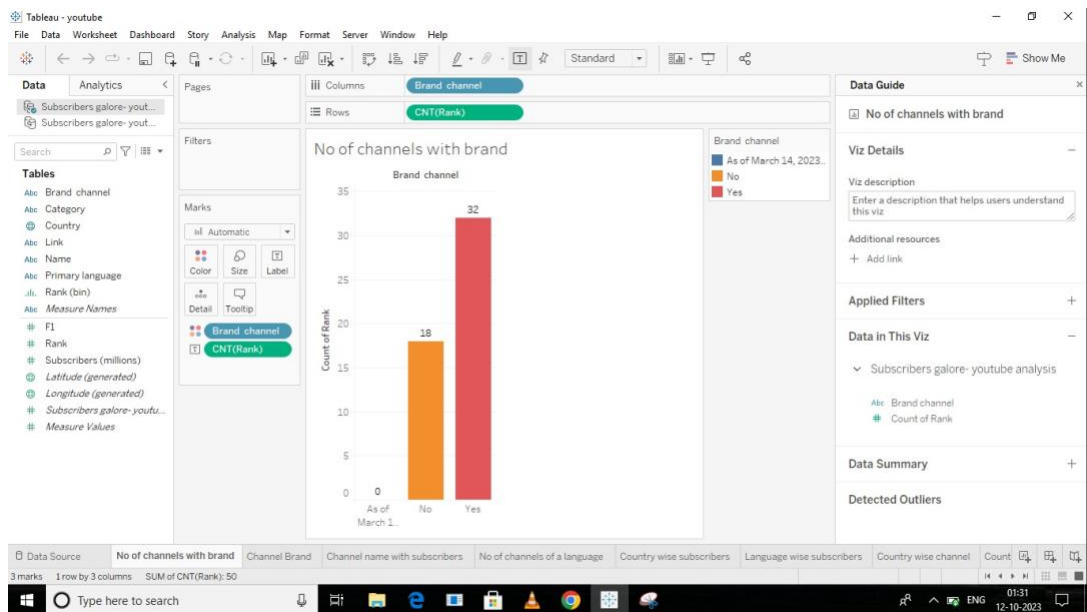 Tableau - youtube
File Data Worksheet Dashboard Story Analysis Map Format Server Window Help
Standard
Show Me
Data Analytics
Subscribers galore- yout...
Subscribers galore- yout...
Search
Tables
Abc Brand channel
Abc Category
Country
Abc Link
Abc Name
Abc Primary language
Rank (bin)
Abc Measure Names
# F1
# Rank
# Subscribers (millions)
Latitude (generated)
Longitude (generated)
# Subscribers galore- youtu...
# Measure Values
Pages
Filters
Marks
Automatic
Color Size Label
Detail Tooltip
Brand channel
CNT(Rank)
Columns Brand channel
Rows CNT(Rank)
No of channels with brand
Brand channel
35
30
25
20
15
10
5
0
Count of Rank
0
18
32
As of March 1..
No
Yes
Brand channel
As of March 14, 2023..
No
Yes
Data Guide
No of channels with brand
Viz Details
Viz description
Enter a description that helps users understand
this viz
Additional resources
+ Add link
Applied Filters
Data in This Viz
Subscribers galore- youtube analysis
Abc Brand channel
# Count of Rank
Data Summary
Detected Outliers
Data Source No of channels with brand Channel Brand Channel name with subscribers No of channels of a language Country wise subscribers Language wise subscribers Country wise channel Count
3 marks 1 row by 3 columns SUM of CNT(Rank): 50
Type here to search
ENG
01:31
12-10-2023